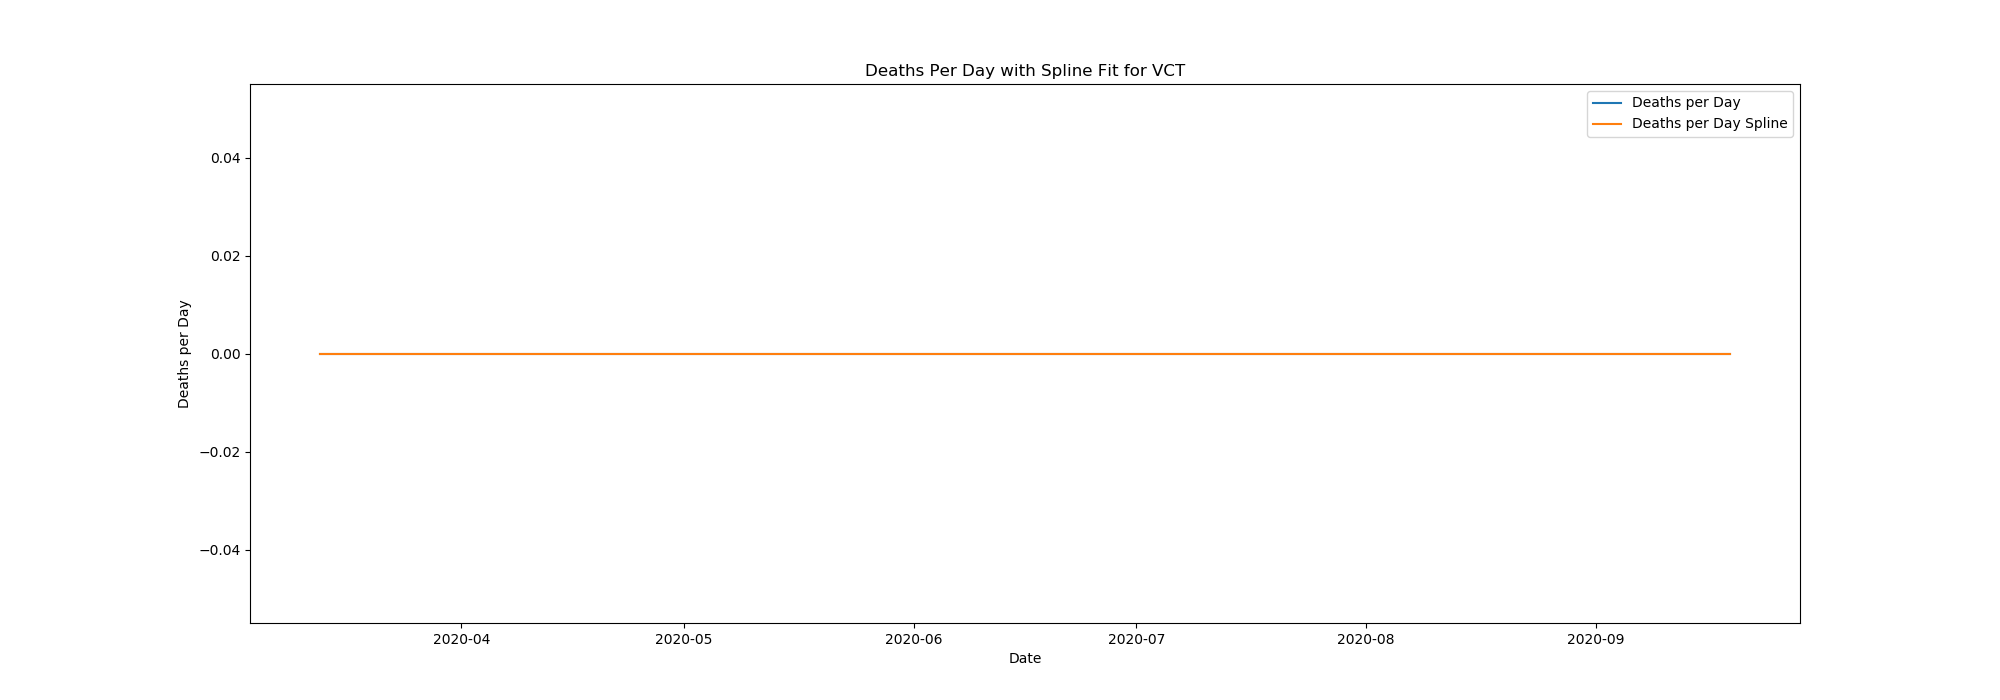 Deaths Per Day with Spline Fit for VCT
Deaths per Day
Deaths per Day Spline
0.04
0.02
0.00
−0.02
−0.04
Deaths per Day
2020-04
2020-05
2020-06
2020-07
2020-08
2020-09
Date